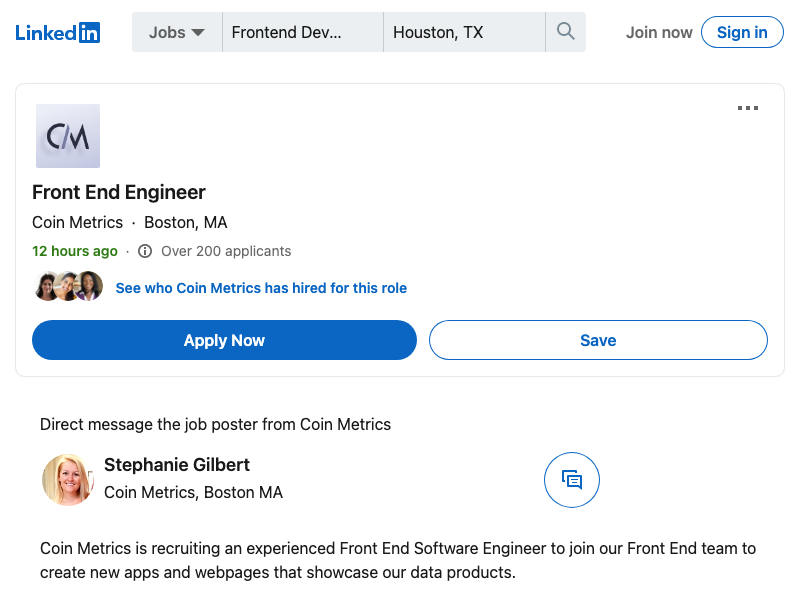 LinkedIn Jobs Frontend Dev... Houston, TX Join now Sign in
CM
Front End Engineer
Coin Metrics · Boston, MA
12 hours ago · Over 200 applicants
See who Coin Metrics has hired for this role
Apply Now Save
Direct message the job poster from Coin Metrics
Stephanie Gilbert
Coin Metrics, Boston MA
Coin Metrics is recruiting an experienced Front End Software Engineer to join our Front End team to
create new apps and webpages that showcase our data products.